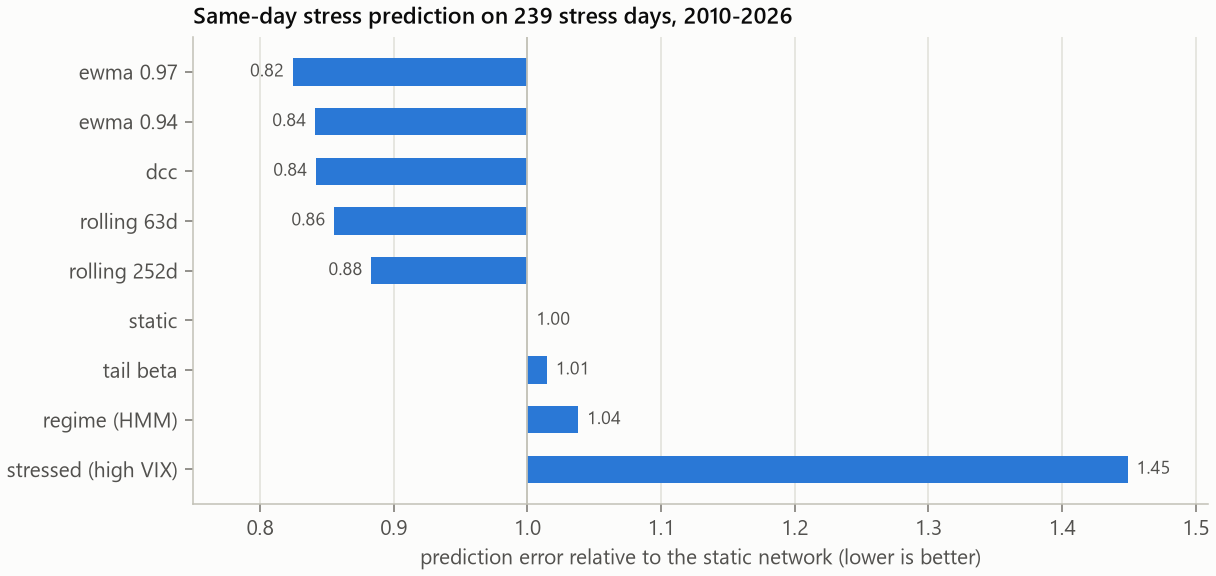 Same-day stress prediction on 239 stress days, 2010-2026
ewma 0.97 0.82
ewma 0.94 0.84
dcc 0.84
rolling 63d 0.86
rolling 252d 0.88
static 1.00
tail beta 1.01
regime (HMM) 1.04
stressed (high VIX) 1.45
0.8 0.9 1.0 1.1 1.2 1.3 1.4 1.5
prediction error relative to the static network (lower is better)